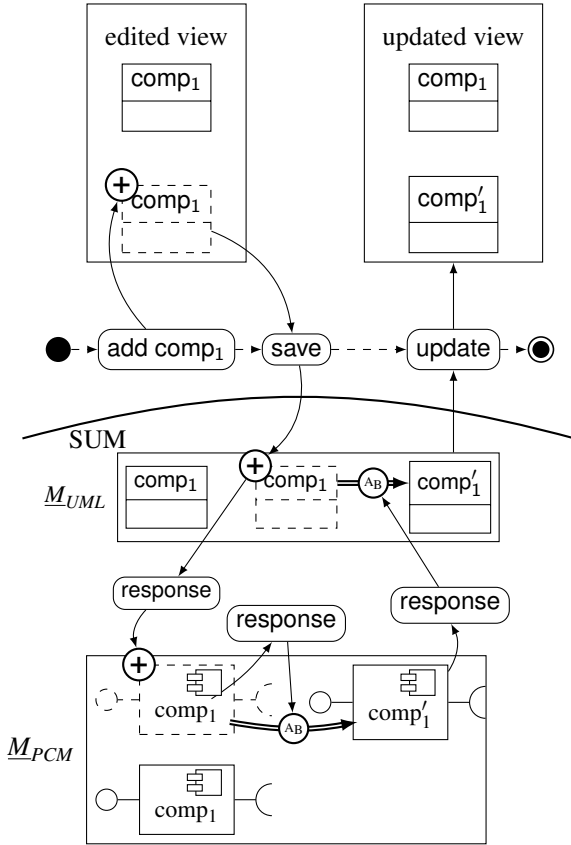 edited view
updated view
comp₁
comp₁
+
comp₁
comp′₁
add comp₁
save
update
SUM
M_UML
comp₁
+
comp₁
AB
comp′₁
response
response
response
+
comp₁
AB
comp′₁
M_PCM
comp₁